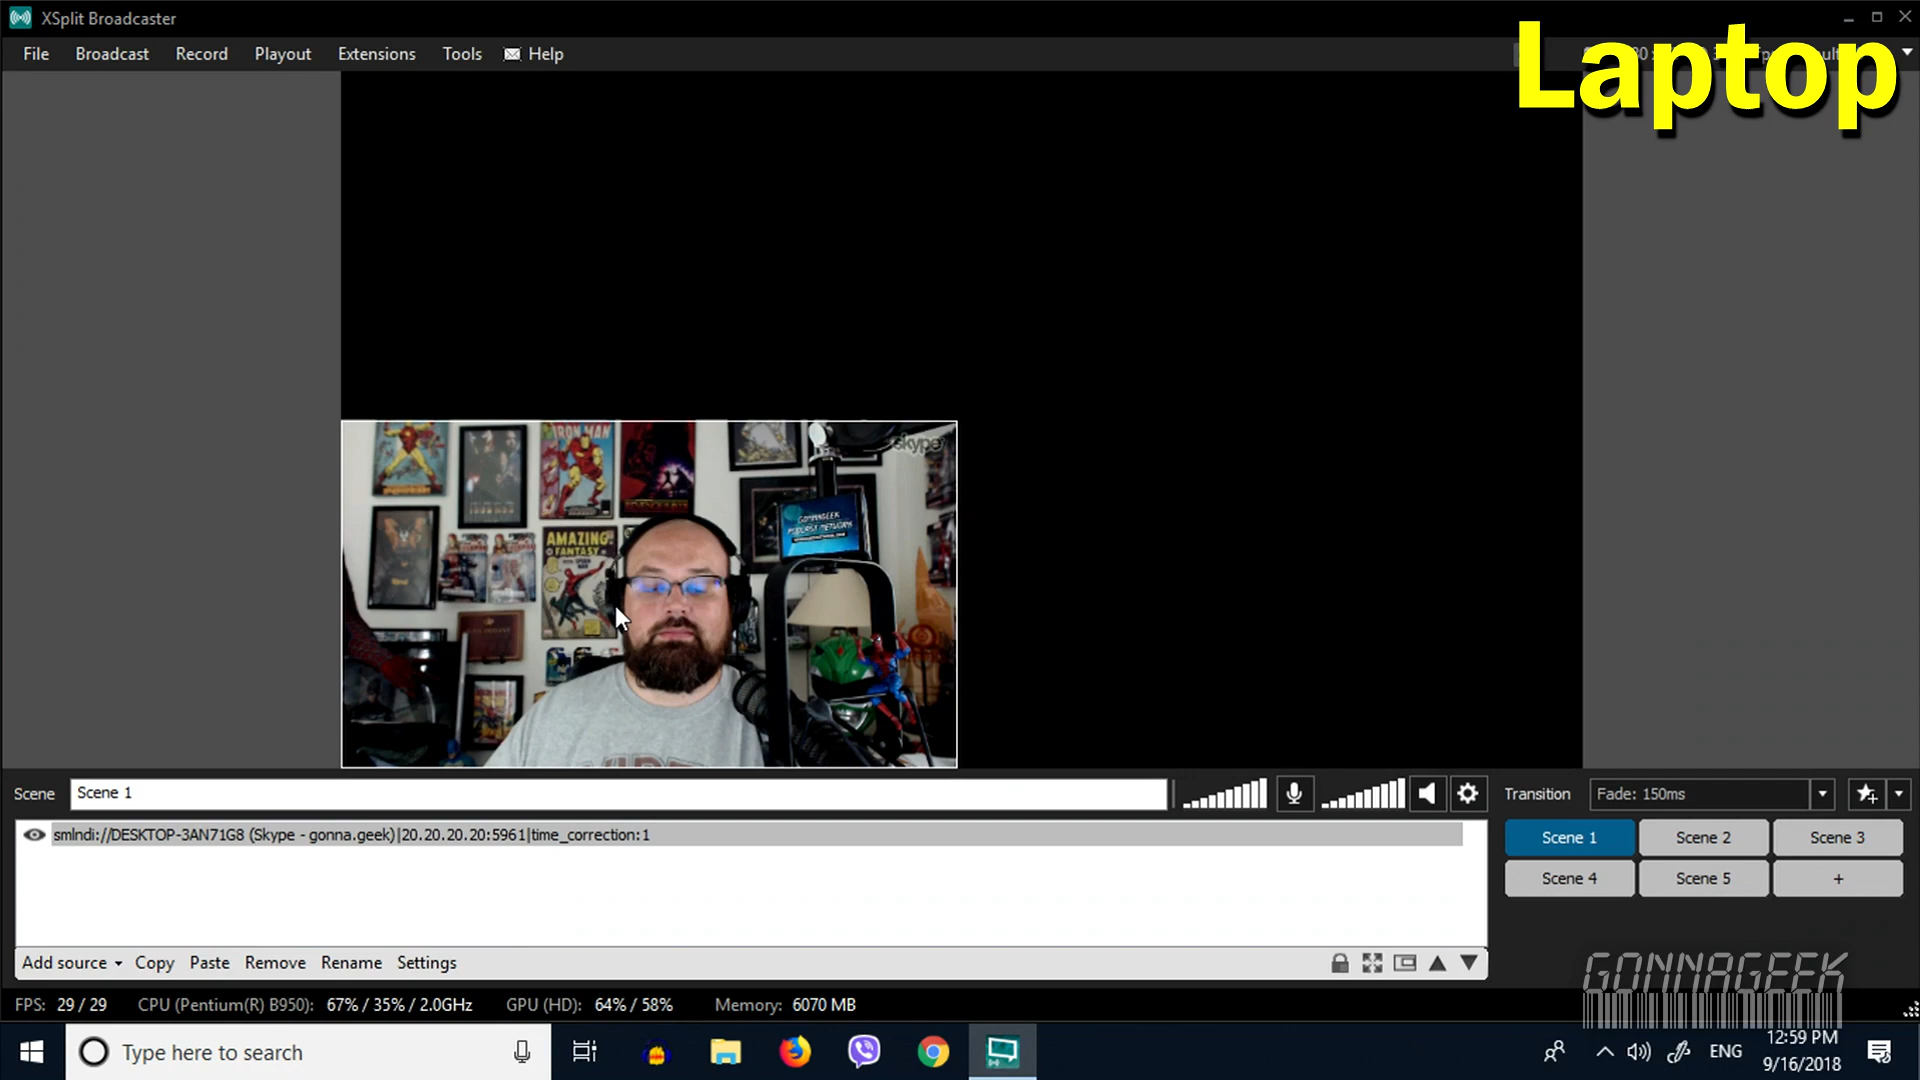 XSplit Broadcaster
Laptop
File Broadcast Record Playout Extensions Tools Help
skype
IRON MAN
AMAZING
FANTASY
GONNAGEEK
PODCAST NETWORK
Scene Scene 1 Transition Fade: 150ms
smlndi://DESKTOP-3AN71G8 (Skype - gonna.geek)|20.20.20.20:5961|time_correction:1
Scene 1 Scene 2 Scene 3
Scene 4 Scene 5 +
Add source Copy Paste Remove Rename Settings
GONNAGEEK
FPS: 29 / 29 CPU (Pentium(R) B950): 67% / 35% / 2.0GHz GPU (HD): 64% / 58% Memory: 6070 MB
Type here to search
ENG
12:59 PM
9/16/2018